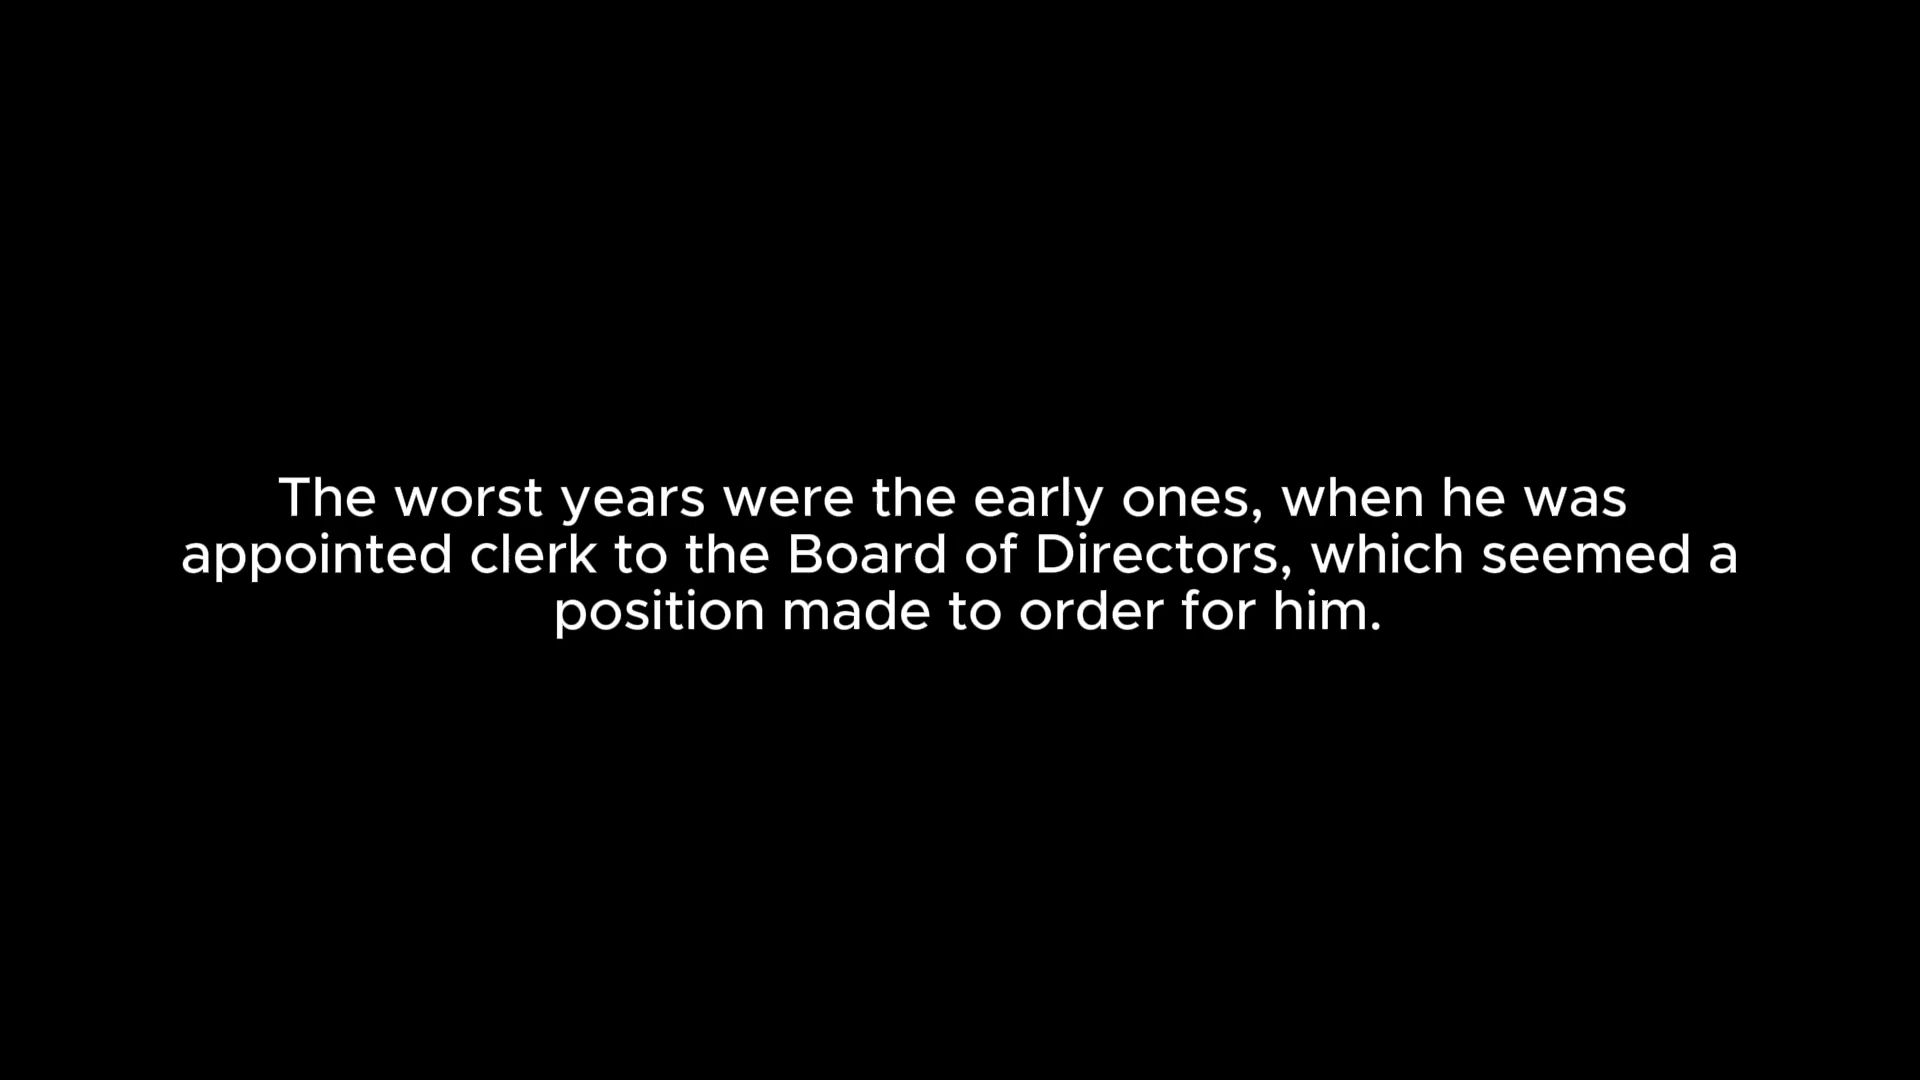 The worst years were the early ones, when he was
appointed clerk to the Board of Directors, which seemed a
position made to order for him.